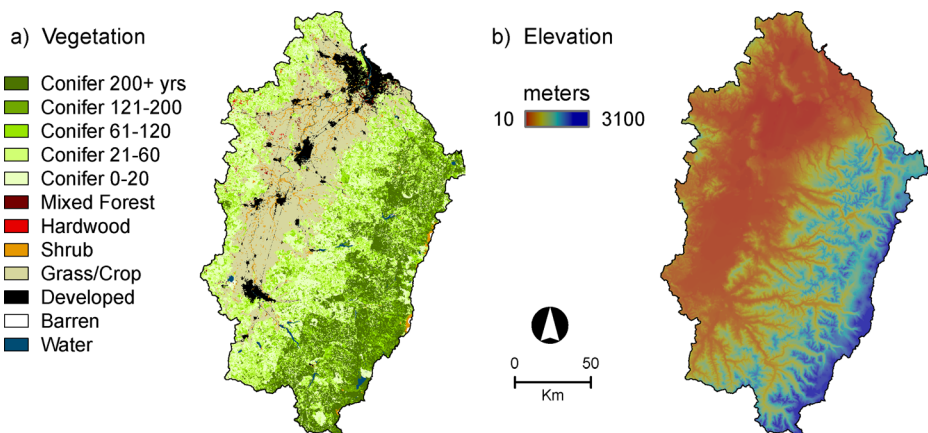 a) Vegetation
Conifer 200+ yrs
Conifer 121-200
Conifer 61-120
Conifer 21-60
Conifer 0-20
Mixed Forest
Hardwood
Shrub
Grass/Crop
Developed
Barren
Water
b) Elevation
meters
10 3100
0 50
Km